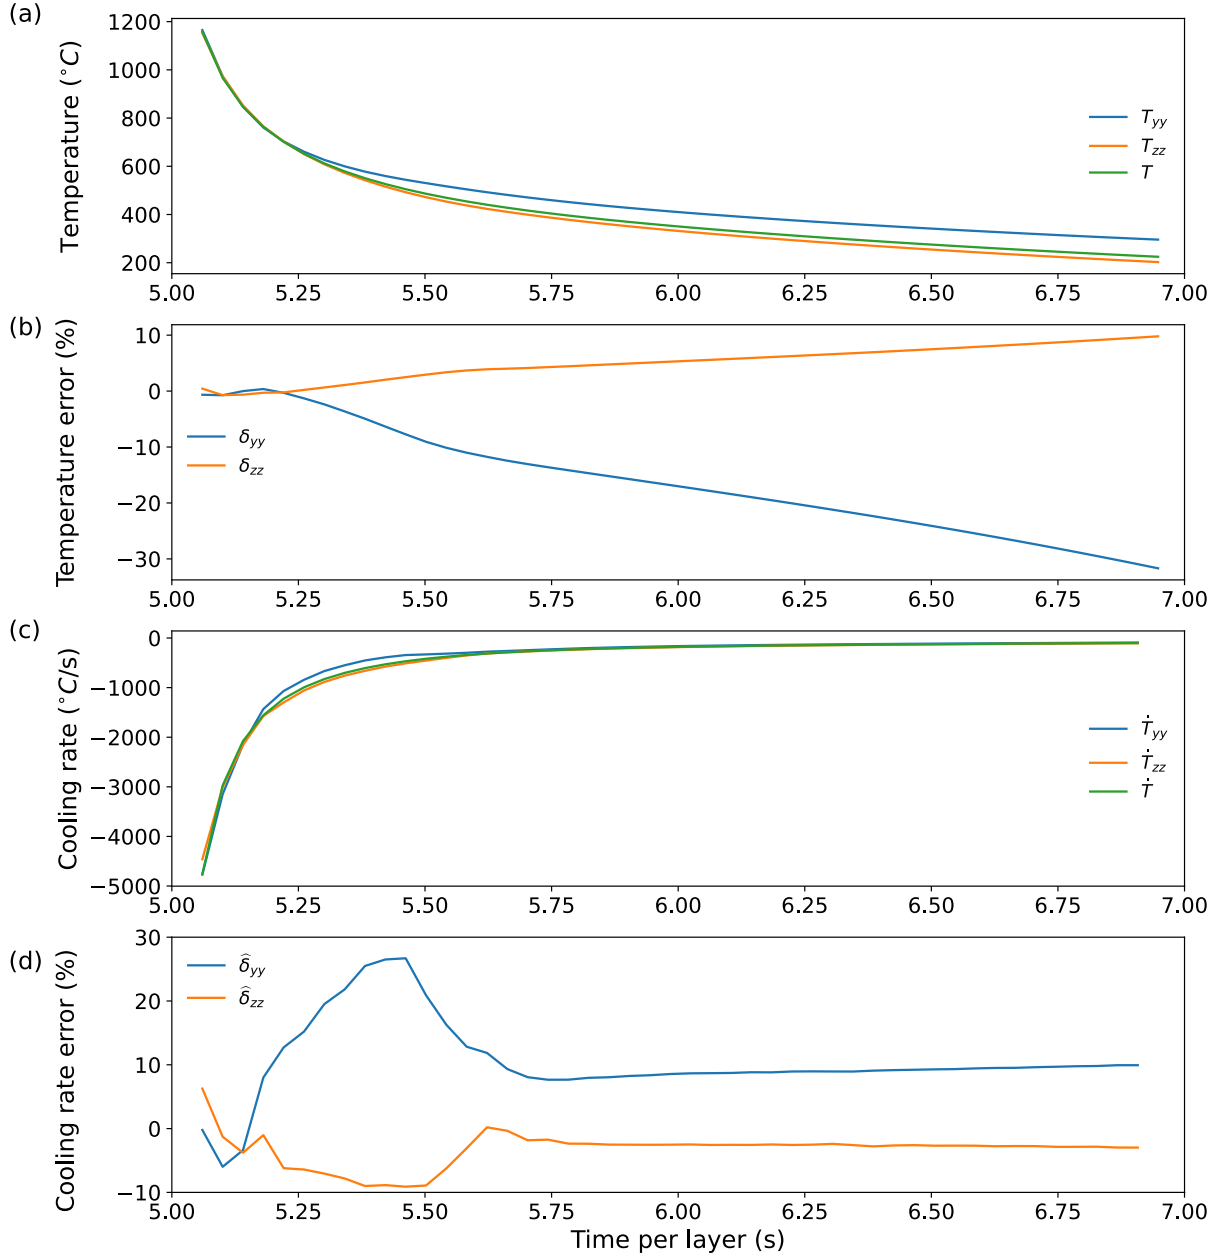 (a)
Temperature (°C)
1200
1000
800
600
400
200
T_yy
T_zz
T
5.00 5.25 5.50 5.75 6.00 6.25 6.50 6.75 7.00
(b)
Temperature error (%)
10
0
−10
−20
−30
δ_yy
δ_zz
5.00 5.25 5.50 5.75 6.00 6.25 6.50 6.75 7.00
(c)
Cooling rate (°C/s)
0
−1000
−2000
−3000
−4000
−5000
Ṫ_yy
Ṫ_zz
Ṫ
5.00 5.25 5.50 5.75 6.00 6.25 6.50 6.75 7.00
(d)
Cooling rate error (%)
30
20
10
0
−10
δ̂_yy
δ̂_zz
5.00 5.25 5.50 5.75 6.00 6.25 6.50 6.75 7.00
Time per layer (s)